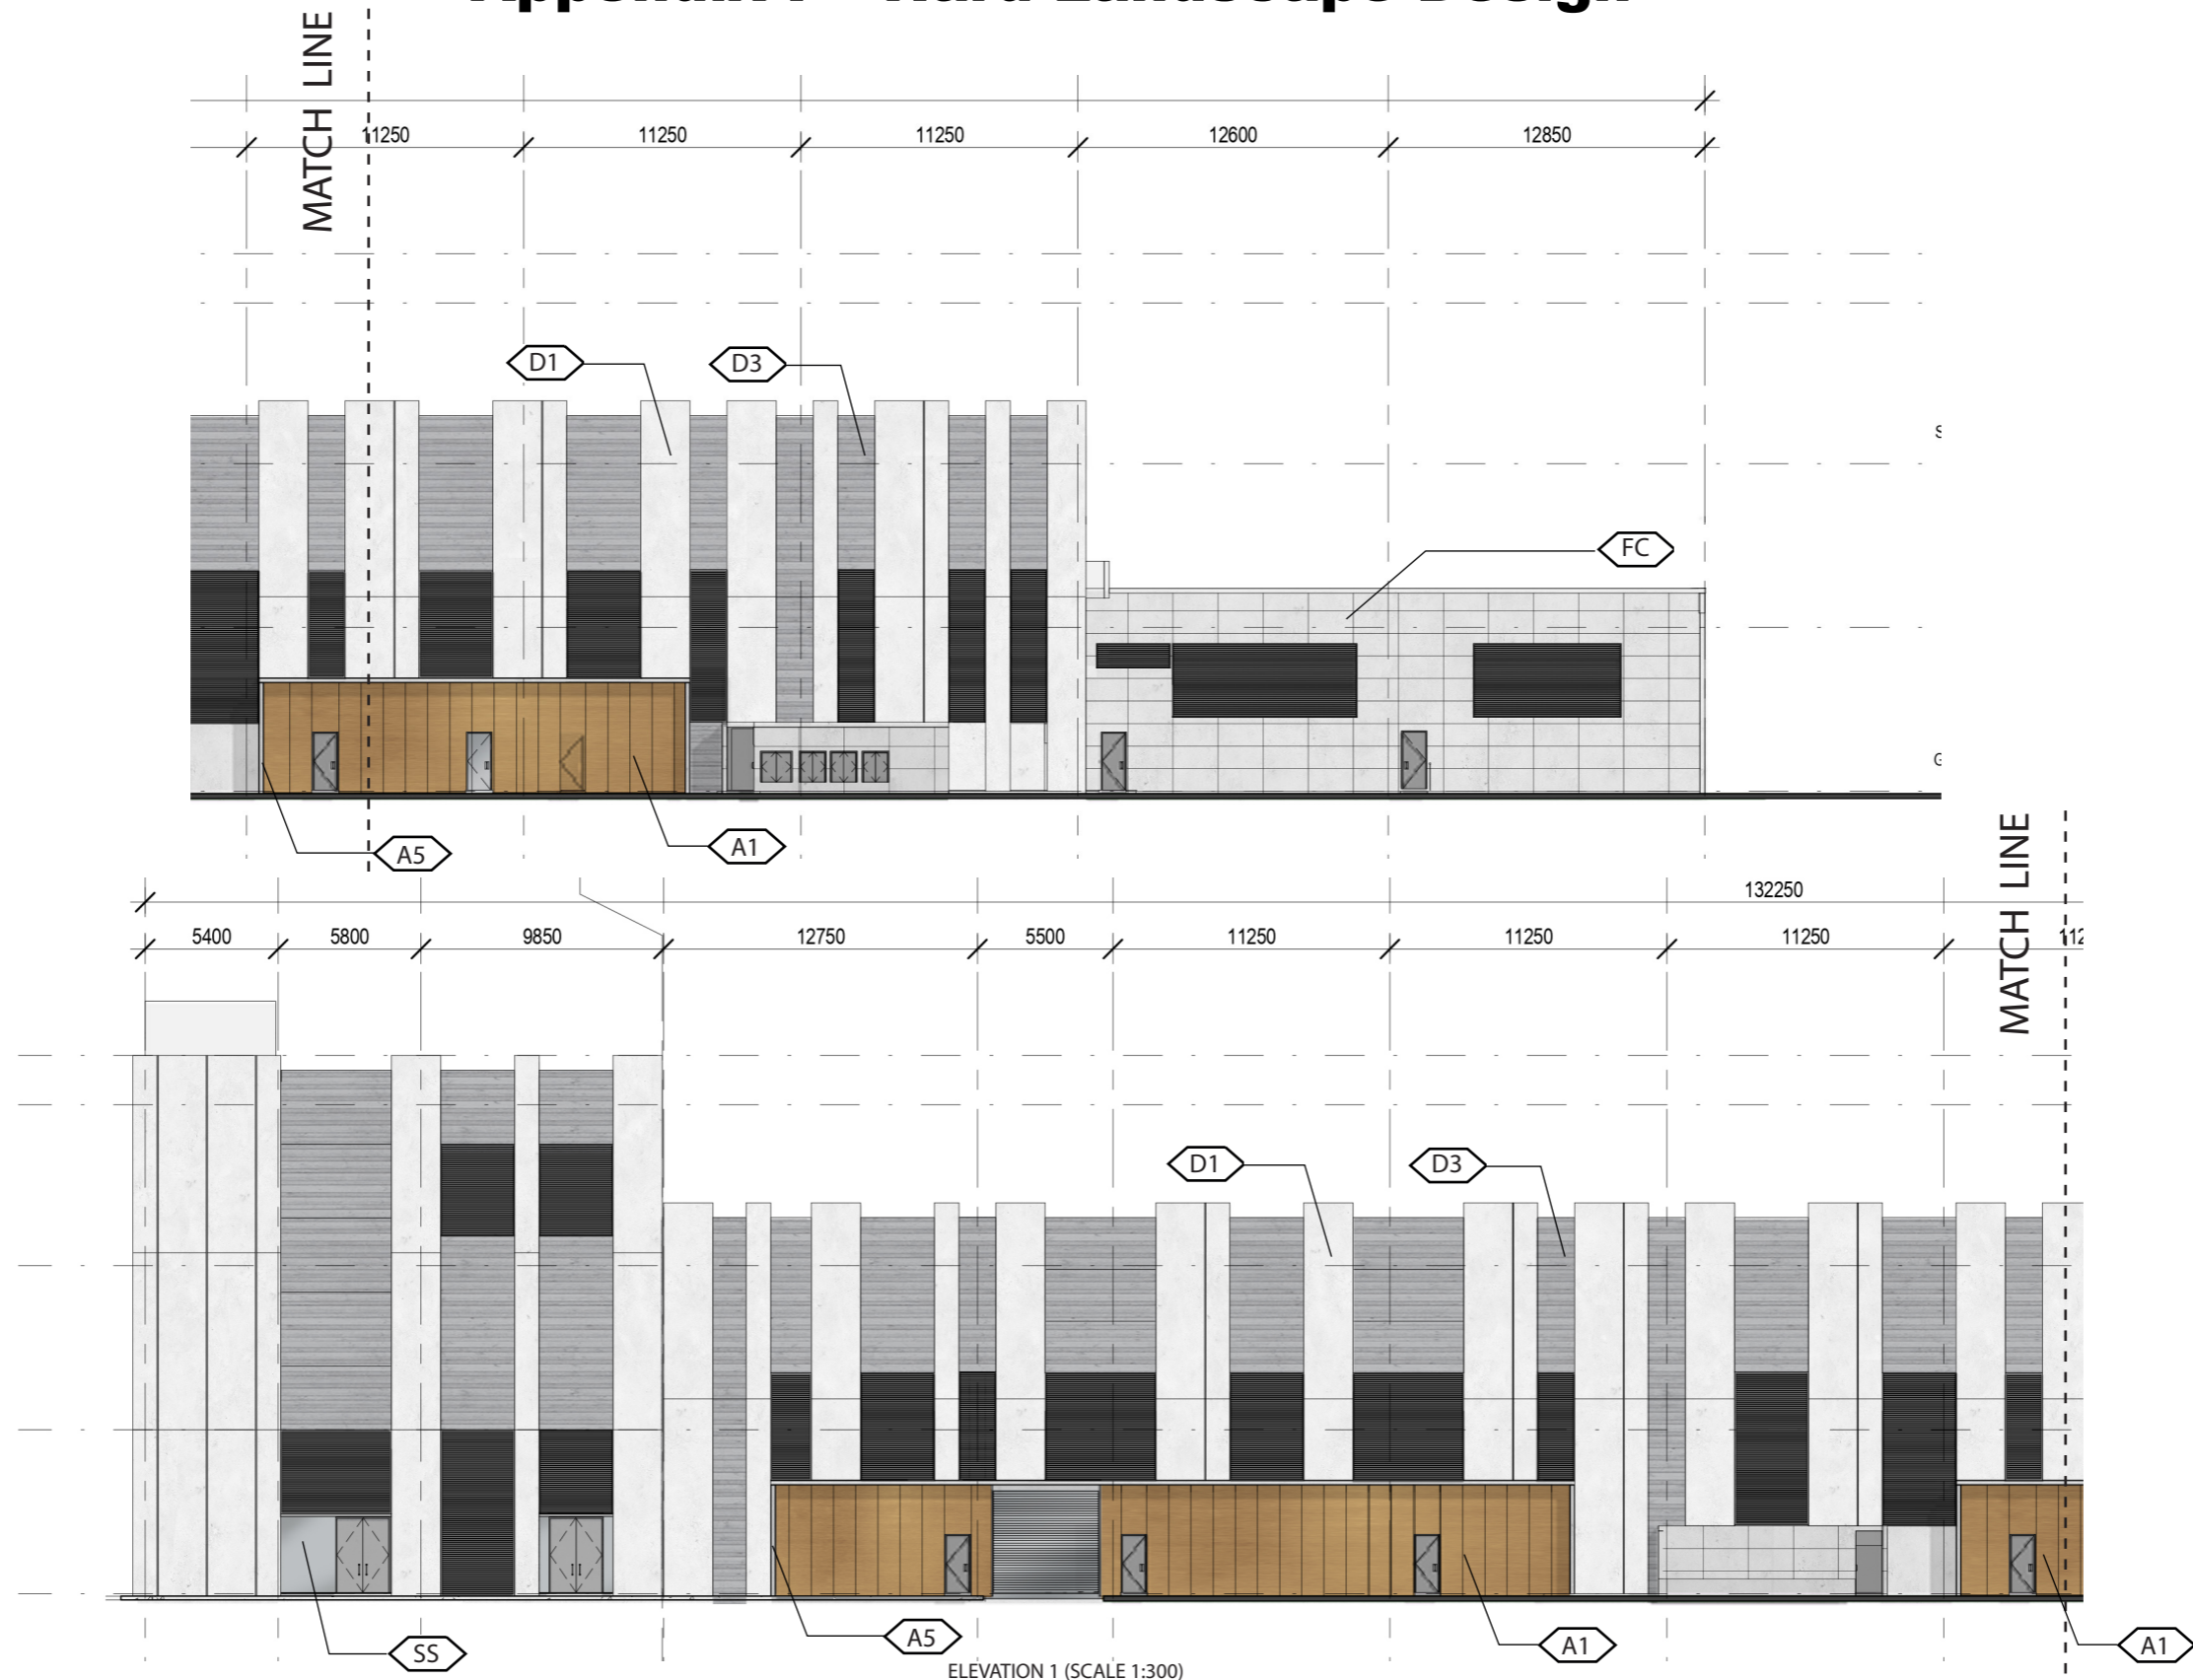 MATCH LINE
11250 11250 11250 12600 12850
D1 D3
FC
A5 A1
132250
MATCH LINE
5400 5800 9850 12750 5500 11250 11250 11250
D1 D3
A5 A1 A1
SS
ELEVATION 1 (SCALE 1:300)